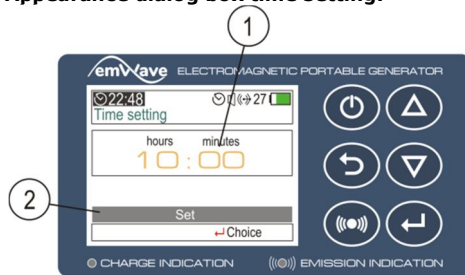 Appearance dialog box time setting:
1
emWave ELECTROMAGNETIC PORTABLE GENERATOR
22:48 27
Time setting
hours minutes
10:00
2
Set
Choice
CHARGE INDICATION EMISSION INDICATION